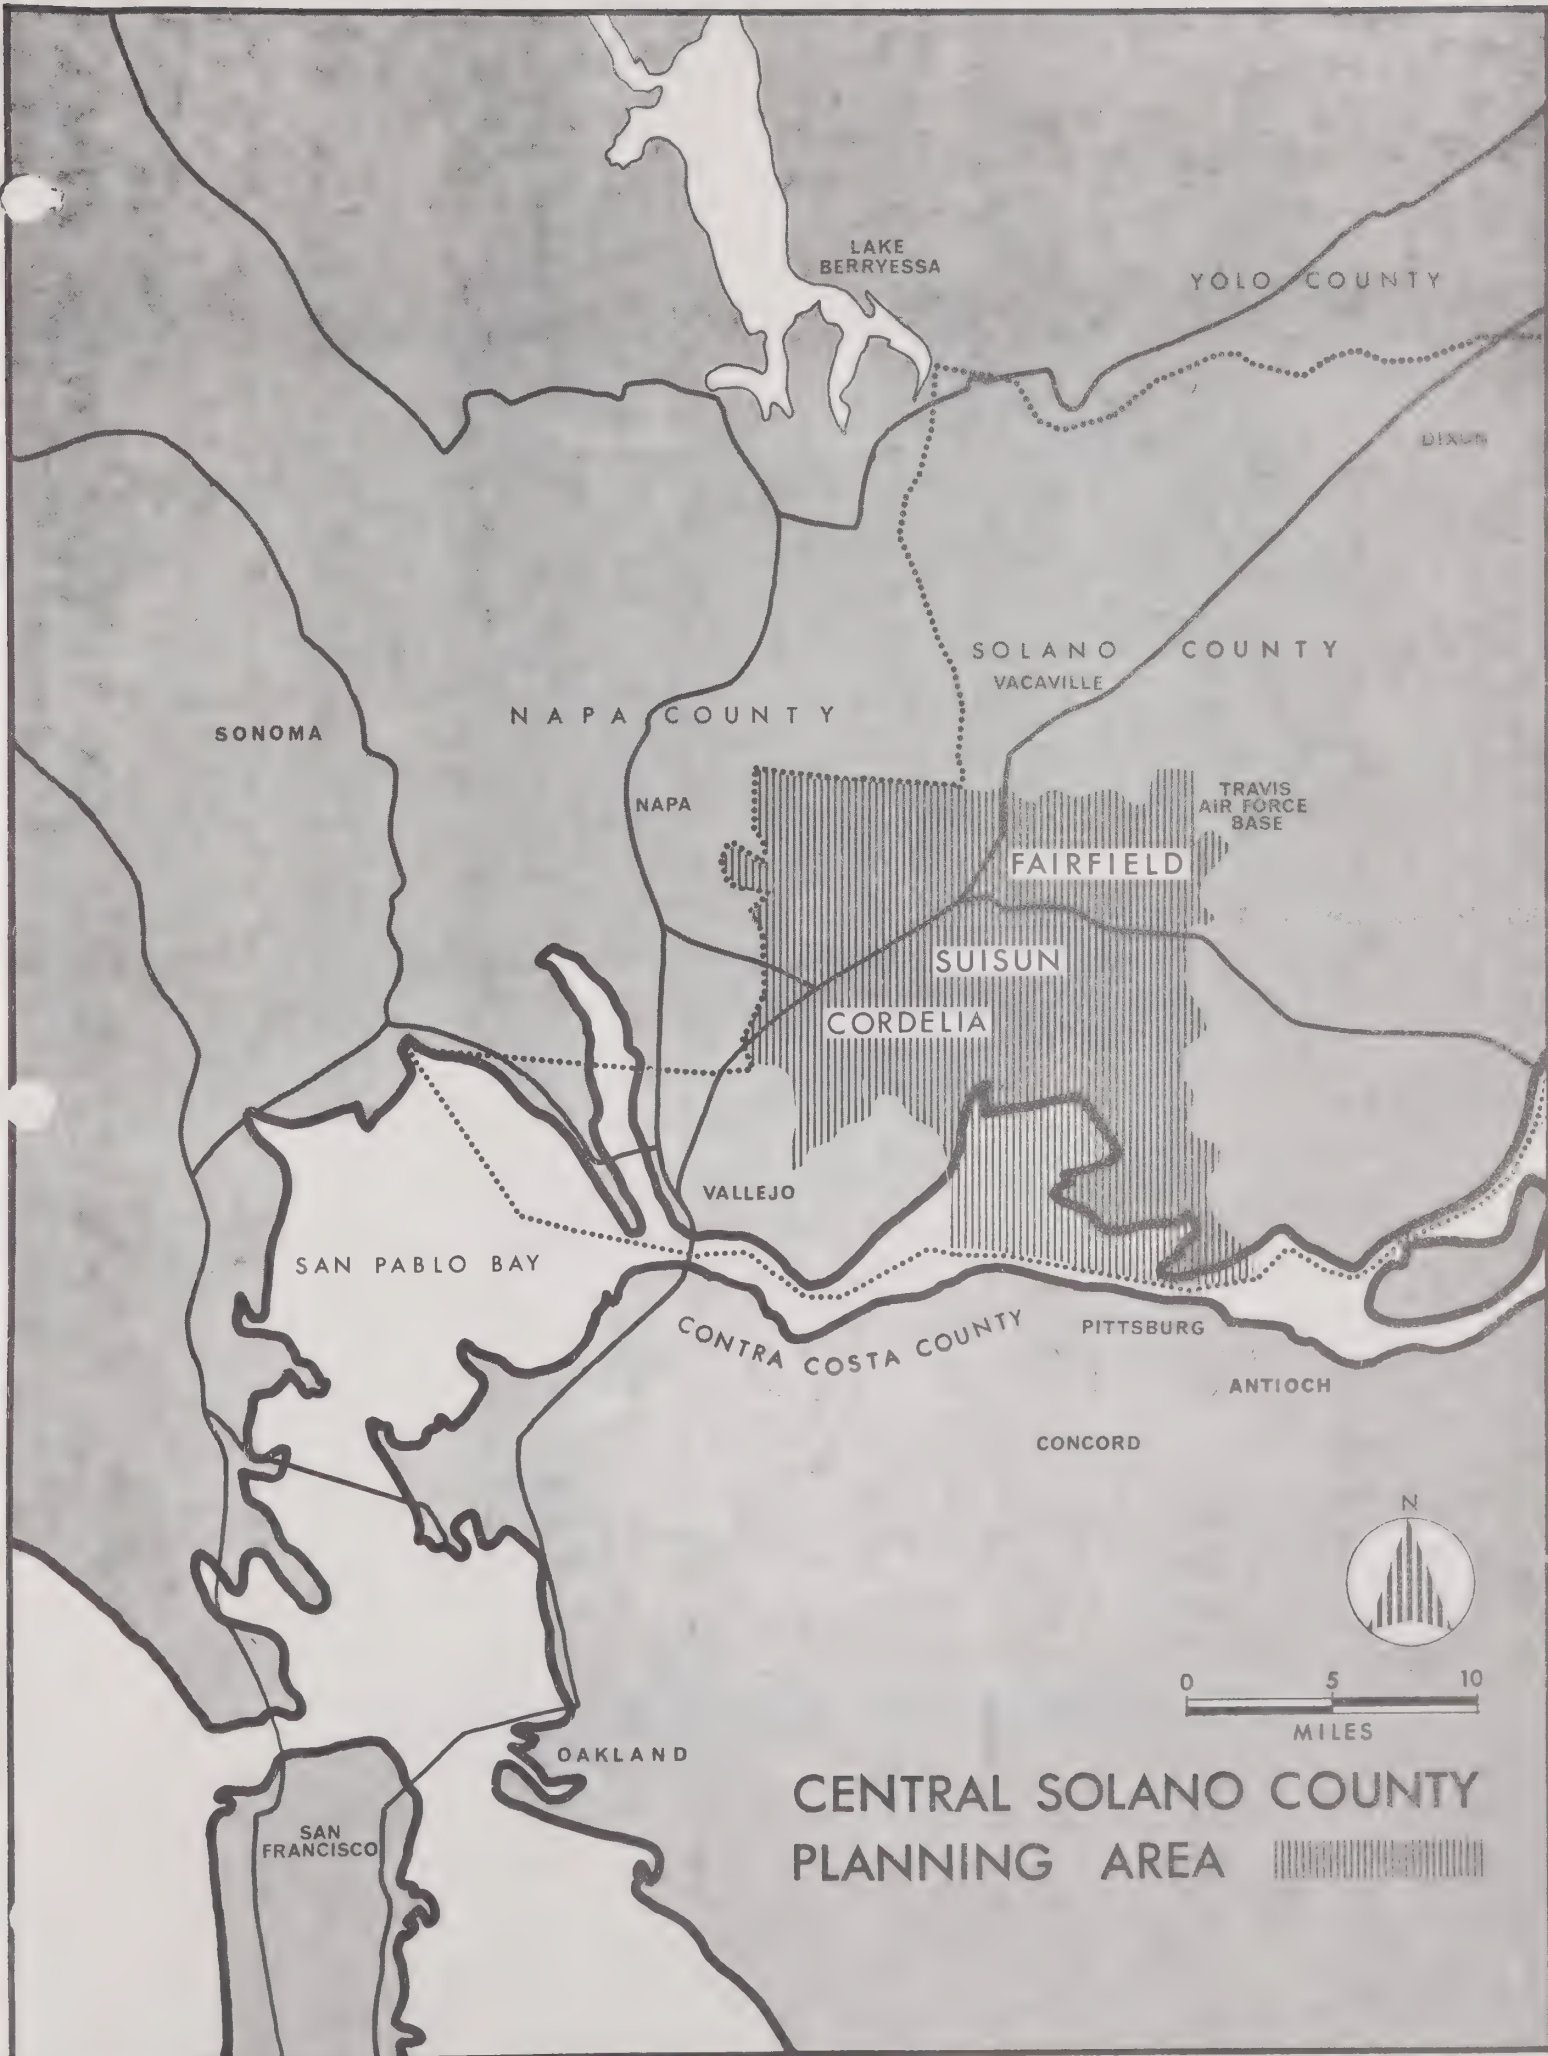 LAKE
BERRYESSA
YOLO COUNTY
DIXON
SOLANO COUNTY
VACAVILLE
NAPA COUNTY
SONOMA
NAPA
TRAVIS
AIR FORCE
BASE
FAIRFIELD
SUISUN
CORDELIA
VALLEJO
SAN PABLO BAY
CONTRA COSTA COUNTY
PITTSBURG
ANTIOCH
CONCORD
N
0 5 10
MILES
OAKLAND
SAN
FRANCISCO
CENTRAL SOLANO COUNTY
PLANNING AREA